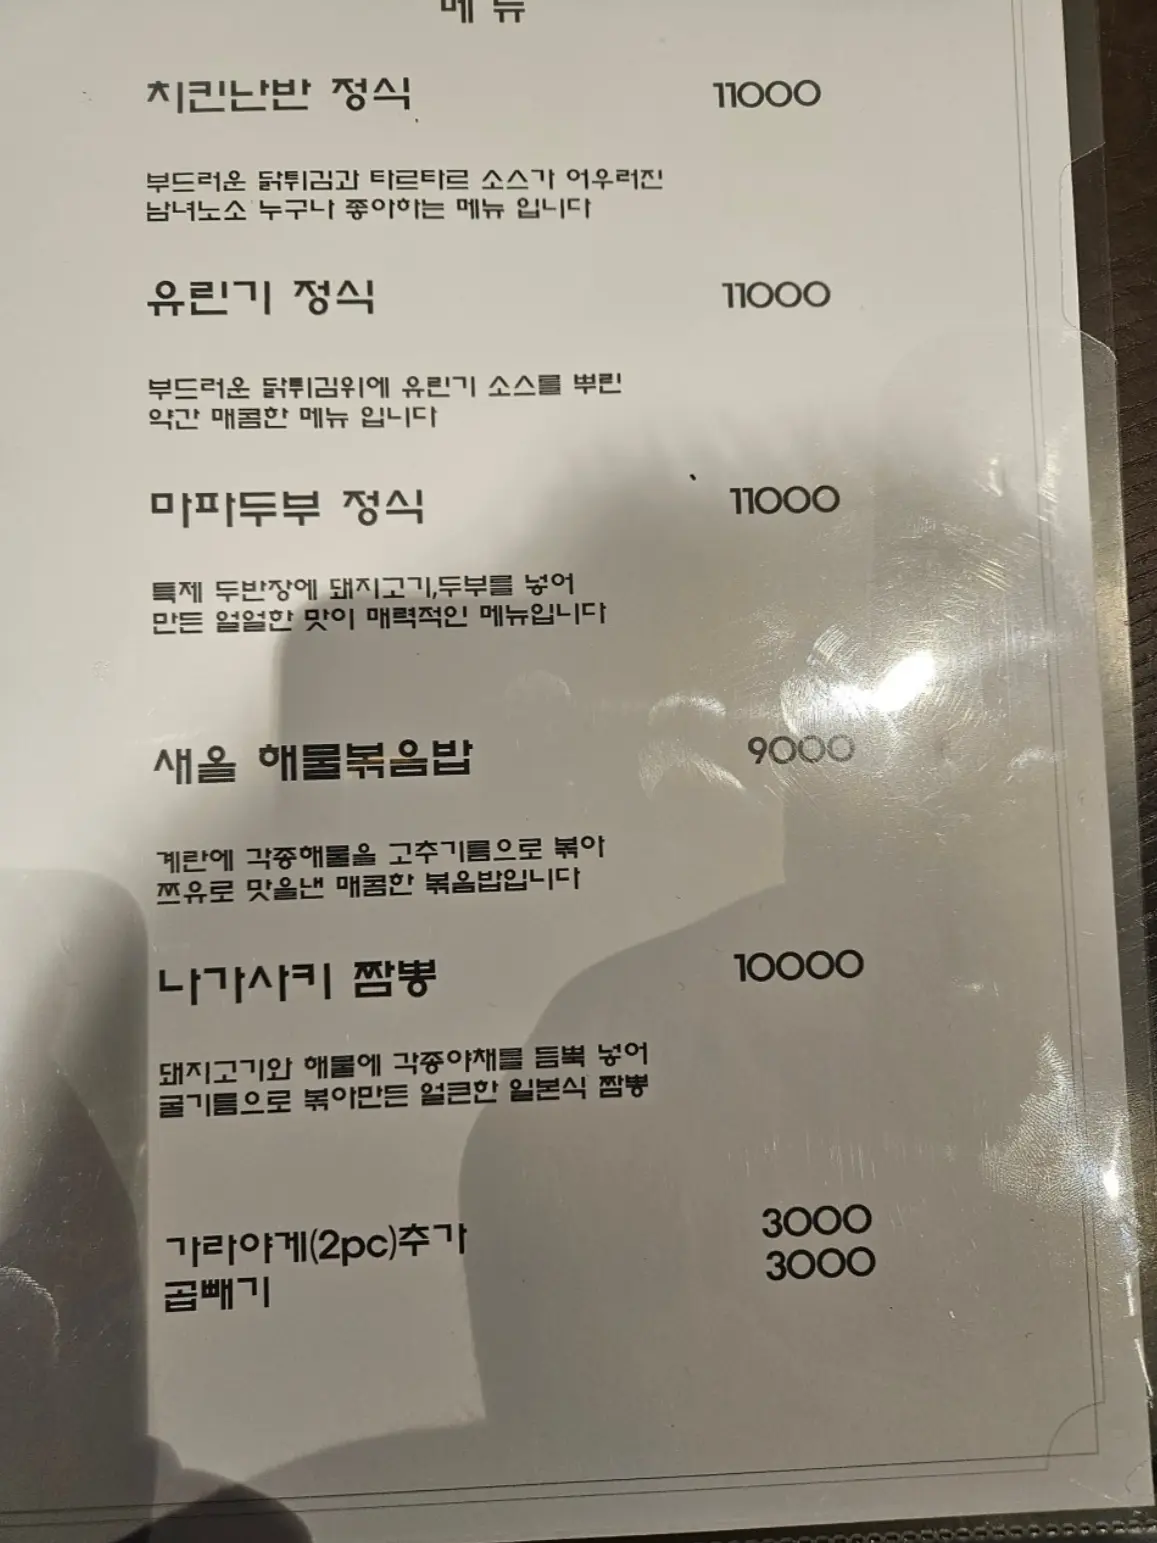 메뉴
치킨난반 정식 11000
부드러운 닭튀김과 타르타르 소스가 어우러진
남녀노소 누구나 좋아하는 메뉴 입니다
유린기 정식 11000
부드러운 닭튀김위에 유린기 소스를 뿌린
약간 매콤한 메뉴 입니다
마파두부 정식 11000
특제 두반장에 돼지고기,두부를 넣어
만든 얼얼한 맛이 매력적인 메뉴입니다
새울 해물볶음밥 9000
계란에 각종해물을 고추기름으로 볶아
쯔유로 맛을낸 매콤한 볶음밥입니다
나가사키 짬뽕 10000
돼지고기와 해물에 각종야채를 듬뿍 넣어
굴기름으로 볶아만든 얼큰한 일본식 짬뽕
가라아게(2pc)추가 3000
곱빼기 3000